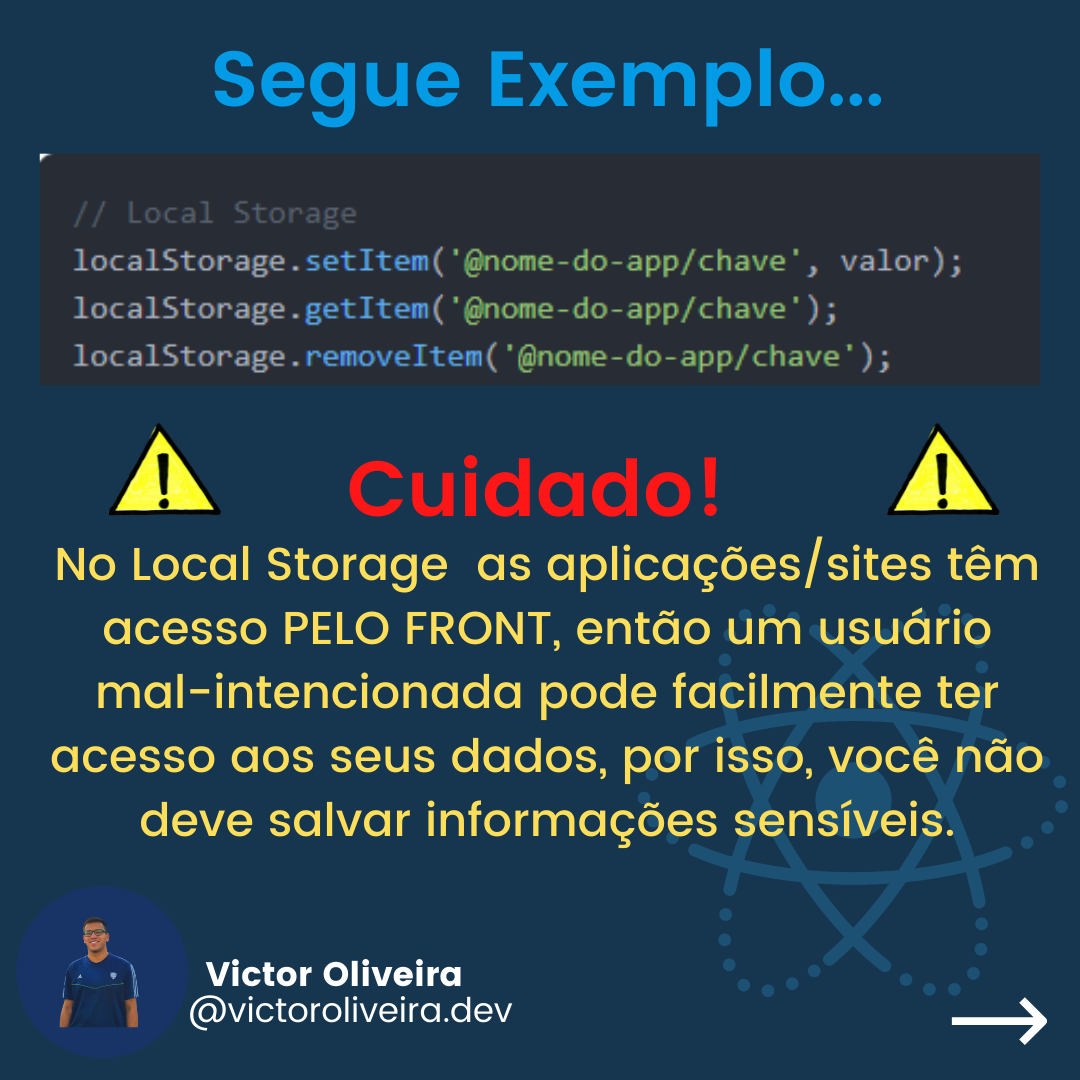 Segue Exemplo...
// Local Storage
localStorage.setItem('@nome-do-app/chave', valor);
localStorage.getItem('@nome-do-app/chave');
localStorage.removeItem('@nome-do-app/chave');
Cuidado!
No Local Storage  as aplicações/sites têm
acesso PELO FRONT, então um usuário
mal-intencionada pode facilmente ter
acesso aos seus dados, por isso, você não
deve salvar informações sensíveis.
Victor Oliveira
@victoroliveira.dev